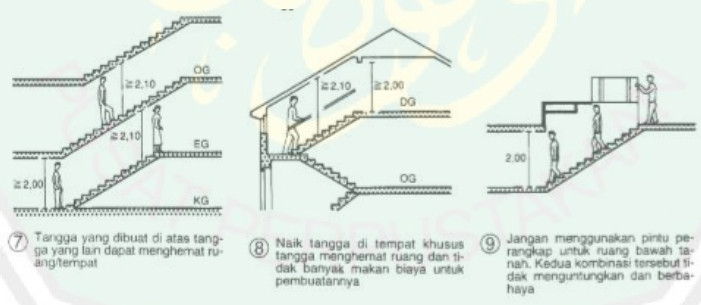 OG
≧2,10
≧2,10
EG
≧2,00
KG
≧2,10
≧2,00
DG
OG
2,00
7 Tangga yang dibuat di atas tang-
ga yang lain dapat menghemat ru-
ang/tempat
8 Naik tangga di tempat khusus
tangga menghemat ruang dan ti-
dak banyak makan biaya untuk
pembuatannya
9 Jangan menggunakan pintu pe-
rangkap untuk ruang bawah ta-
nah. Kedua kombinasi tersebut ti-
dak menguntungkan dan berba-
haya